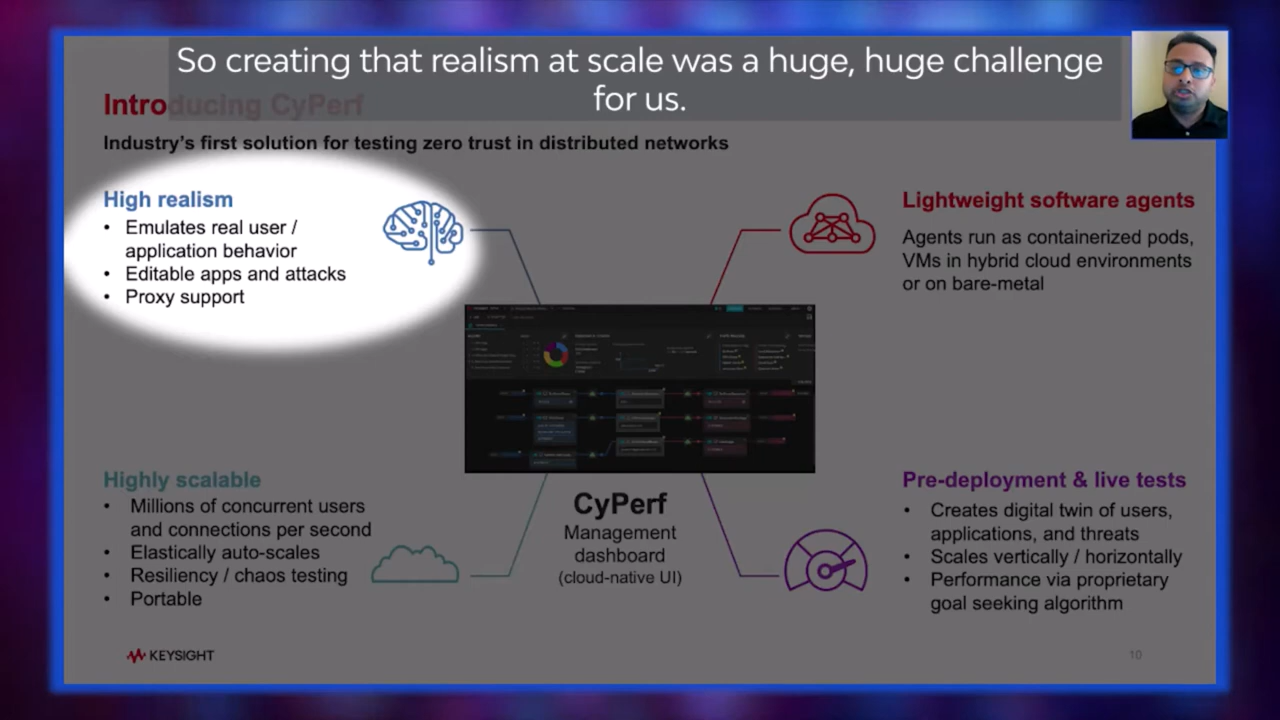 So creating that realism at scale was a huge, huge challenge
for us.
Introducing CyPerf
Industry's first solution for testing zero trust in distributed networks
High realism
• Emulates real user /
application behavior
• Editable apps and attacks
• Proxy support
Lightweight software agents
Agents run as containerized pods,
VMs in hybrid cloud environments
or on bare-metal
Highly scalable
• Millions of concurrent users
and connections per second
• Elastically auto-scales
• Resiliency / chaos testing
• Portable
CyPerf
Management
dashboard
(cloud-native UI)
Pre-deployment & live tests
• Creates digital twin of users,
applications, and threats
• Scales vertically / horizontally
• Performance via proprietary
goal seeking algorithm
KEYSIGHT
10